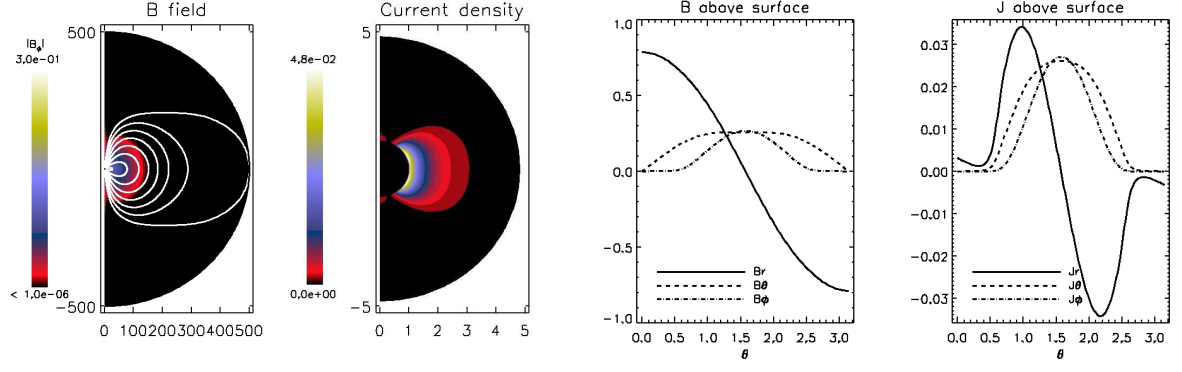 B field
|Bϕ|
3,0e-01
< 1,0e-06
500
0
-500
0 100200300400500
Current density
4,8e-02
0,0e+00
5
0
-5
0 1 2 3 4 5
B above surface
1.0
0.5
0.0
-0.5
-1.0
Br
Bθ
Bϕ
0.0 0.5 1.0 1.5 2.0 2.5 3.0
θ
J above surface
0.03
0.02
0.01
0.00
-0.01
-0.02
-0.03
Jr
Jθ
Jϕ
0.0 0.5 1.0 1.5 2.0 2.5 3.0
θ